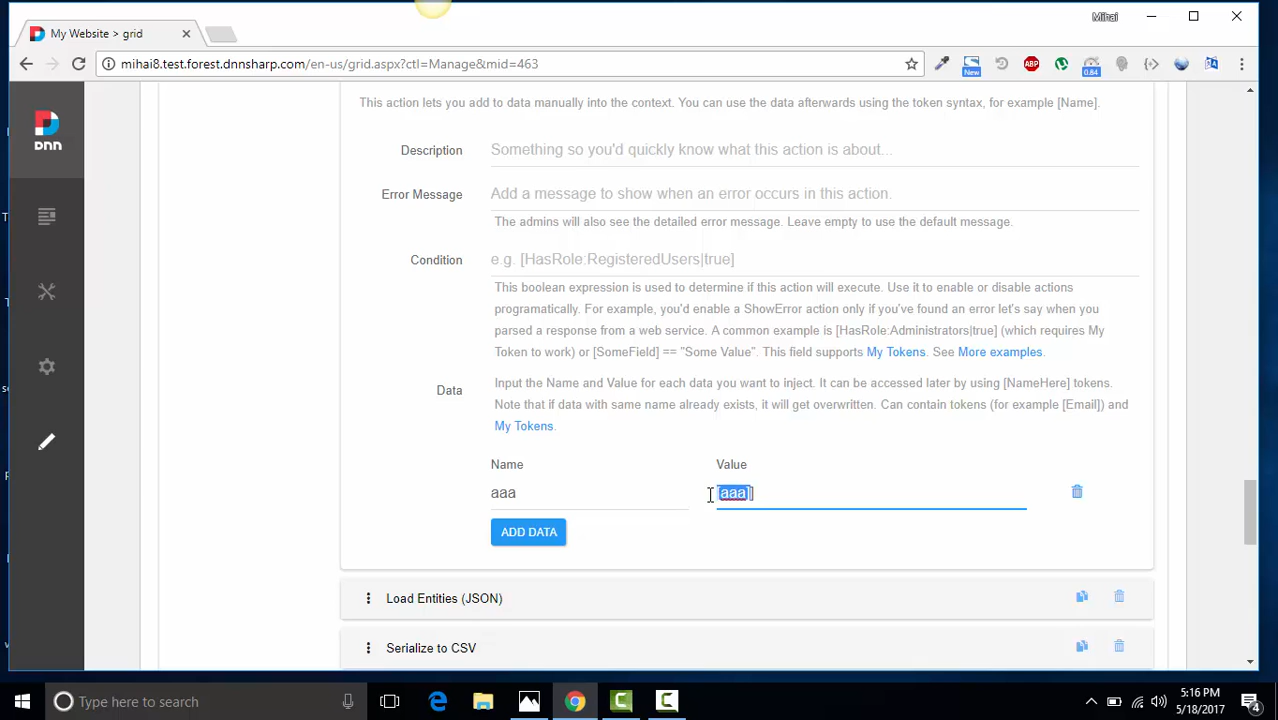 Mihai
My Website > grid
mihai8.test.forest.dnnsharp.com/en-us/grid.aspx?ctl=Manage&mid=463
New
ABP
0.84
DNN
This action lets you add to data manually into the context. You can use the data afterwards using the token syntax, for example [Name].
Description
Something so you'd quickly know what this action is about...
Error Message
Add a message to show when an error occurs in this action.
The admins will also see the detailed error message. Leave empty to use the default message.
Condition
e.g. [HasRole:RegisteredUsers|true]
This boolean expression is used to determine if this action will execute. Use it to enable or disable actions
programatically. For example, you'd enable a ShowError action only if you've found an error let's say when you
parsed a response from a web service. A common example is [HasRole:Administrators|true] (which requires My
Token to work) or [SomeField] == "Some Value". This field supports My Tokens. See More examples.
Data
Input the Name and Value for each data you want to inject. It can be accessed later by using [NameHere] tokens.
Note that if data with same name already exists, it will get overwritten. Can contain tokens (for example [Email]) and
My Tokens.
Name Value
aaa [aaa]
ADD DATA
Load Entities (JSON)
Serialize to CSV
Type here to search
5:16 PM
5/18/2017
4